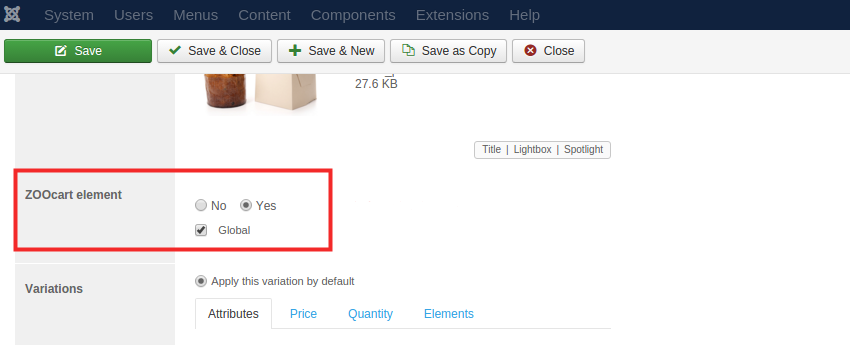 System Users Menus Content Components Extensions Help
Save Save & Close Save & New Save as Copy Close
27.6 KB
Title | Lightbox | Spotlight
ZOOcart element
No Yes
Global
Variations
Apply this variation by default
Attributes Price Quantity Elements